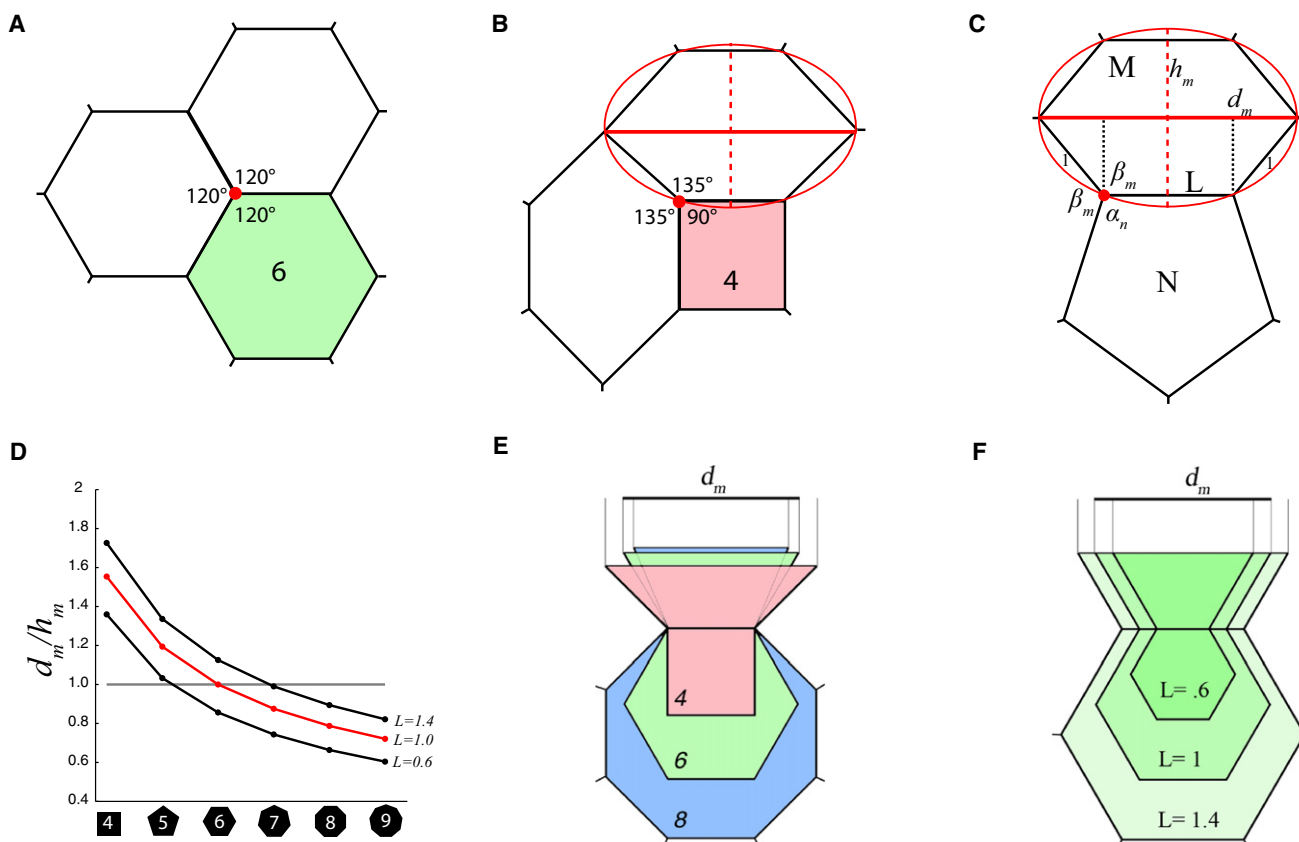 A
120°
120°
120°
6
B
135°
135° 90°
4
C
M
h_m
d_m
1
1
β_m
L
β_m
α_n
N
D
d_m/h_m
2
1.8
1.6
1.4
1.2
1.0
0.8
0.6
0.4
L=1.4
L=1.0
L=0.6
4 5 6 7 8 9
E
d_m
4
6
8
F
d_m
L= .6
L= 1
L= 1.4